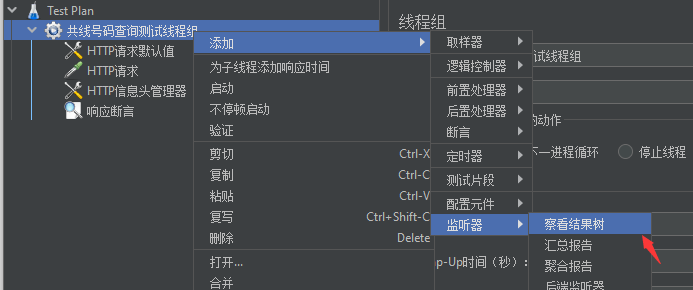 Test Plan
共线号码查询测试线程组
HTTP请求默认值
HTTP请求
HTTP信息头管理器
响应断言
添加
为子线程添加响应时间
启动
不停顿启动
验证
剪切 Ctrl-X
复制 Ctrl-C
粘贴 Ctrl-V
复写 Ctrl+Shift-C
删除 Delete
打开...
合并
取样器
逻辑控制器
前置处理器
后置处理器
断言
定时器
测试片段
配置元件
监听器
察看结果树
汇总报告
聚合报告
后端监听器
线程组
试线程组
的动作
下一进程循环
停止线程
p-Up时间（秒）：